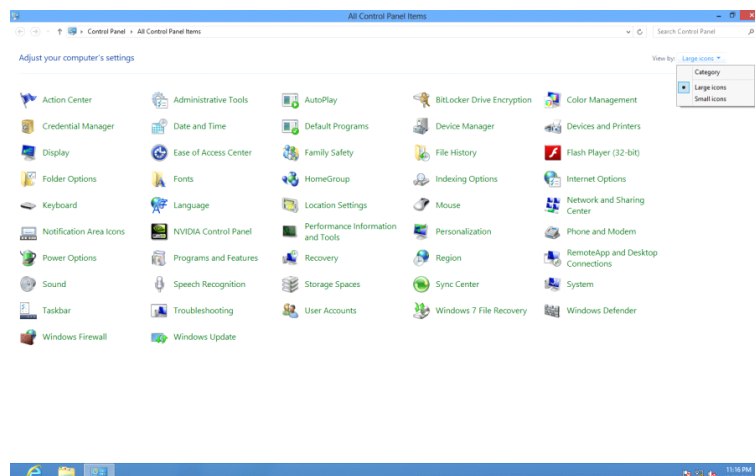 All Control Panel Items
Control Panel All Control Panel Items Search Control Panel
Adjust your computer's settings View by: Large icons
Category
Large icons
Small icons
Action Center Administrative Tools AutoPlay BitLocker Drive Encryption Color Management
Credential Manager Date and Time Default Programs Device Manager Devices and Printers
Display Ease of Access Center Family Safety File History Flash Player (32-bit)
Folder Options Fonts HomeGroup Indexing Options Internet Options
Keyboard Language Location Settings Mouse Network and Sharing
Center
Notification Area Icons NVIDIA Control Panel Performance Information
and Tools Personalization Phone and Modem
Power Options Programs and Features Recovery Region RemoteApp and Desktop
Connections
Sound Speech Recognition Storage Spaces Sync Center System
Taskbar Troubleshooting User Accounts Windows 7 File Recovery Windows Defender
Windows Firewall Windows Update
11:16 PM